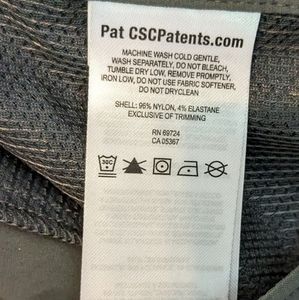 Pat CSCPatents.com
MACHINE WASH COLD GENTLE,
WASH SEPARATELY, DO NOT BLEACH,
TUMBLE DRY LOW, REMOVE PROMPTLY,
IRON LOW, DO NOT USE FABRIC SOFTENER,
DO NOT DRYCLEAN
SHELL: 96% NYLON, 4% ELASTANE
EXCLUSIVE OF TRIMMING
RN 69724
CA 05367
30C